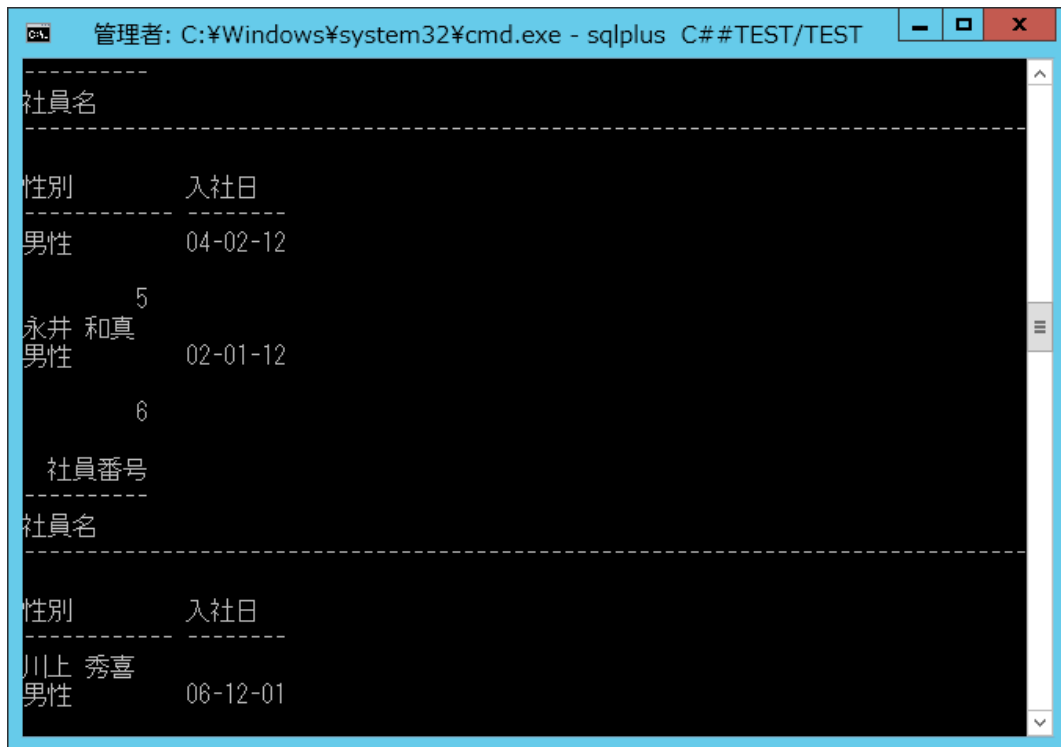 管理者: C:¥Windows¥system32¥cmd.exe - sqlplus C##TEST/TEST
----------
社員名
--------------------------------------------------------------------------------
性別 入社日
------------ --------
男性 04-02-12
5
永井 和真
男性 02-01-12
6
社員番号
----------
社員名
--------------------------------------------------------------------------------
性別 入社日
------------ --------
川上 秀喜
男性 06-12-01